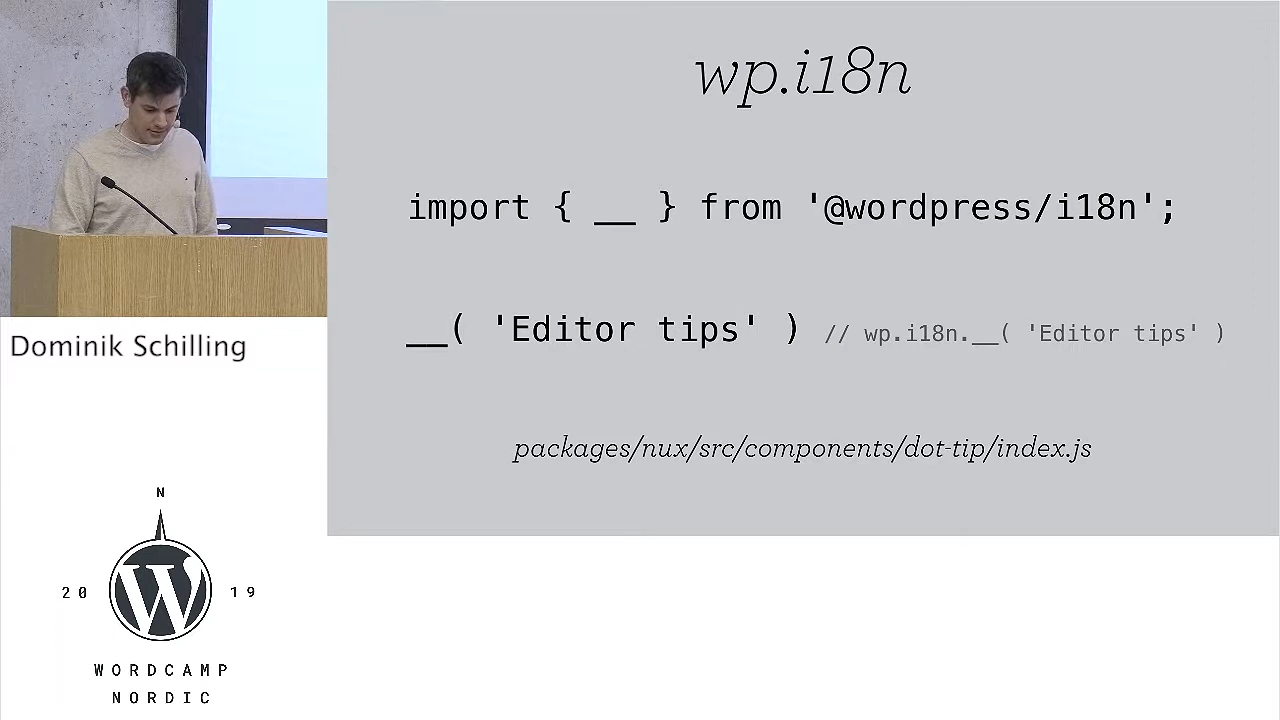 wp.i18n
import { __ } from '@wordpress/i18n';
__( 'Editor tips' ) // wp.i18n.__( 'Editor tips' )
packages/nux/src/components/dot-tip/index.js
Dominik Schilling
N
20 19
WORDCAMP
NORDIC